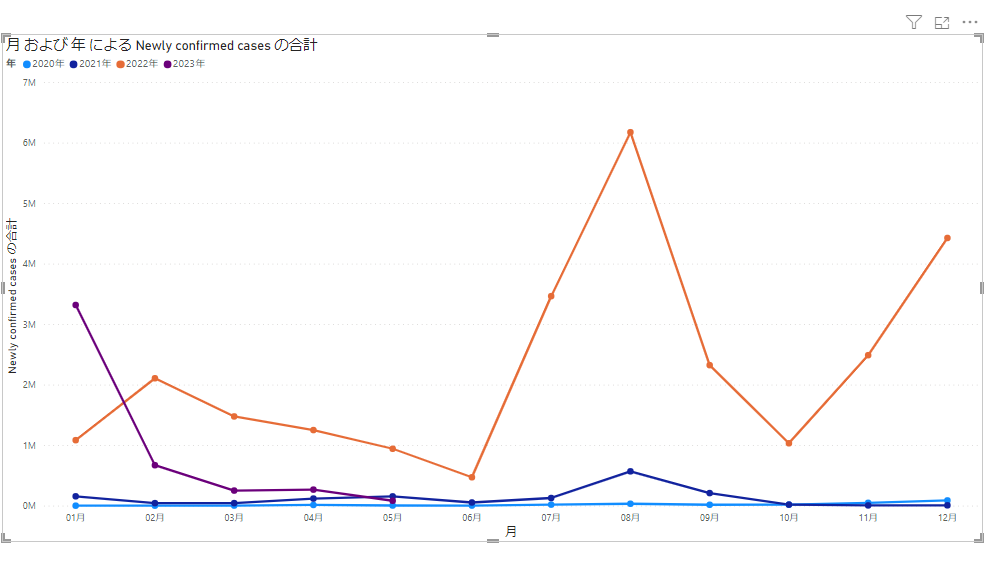 月 および 年 による Newly confirmed cases の合計
年 2020年 2021年 2022年 2023年
7M
6M
5M
4M
3M
2M
1M
0M
Newly confirmed cases の合計
01月 02月 03月 04月 05月 06月 07月 08月 09月 10月 11月 12月
月